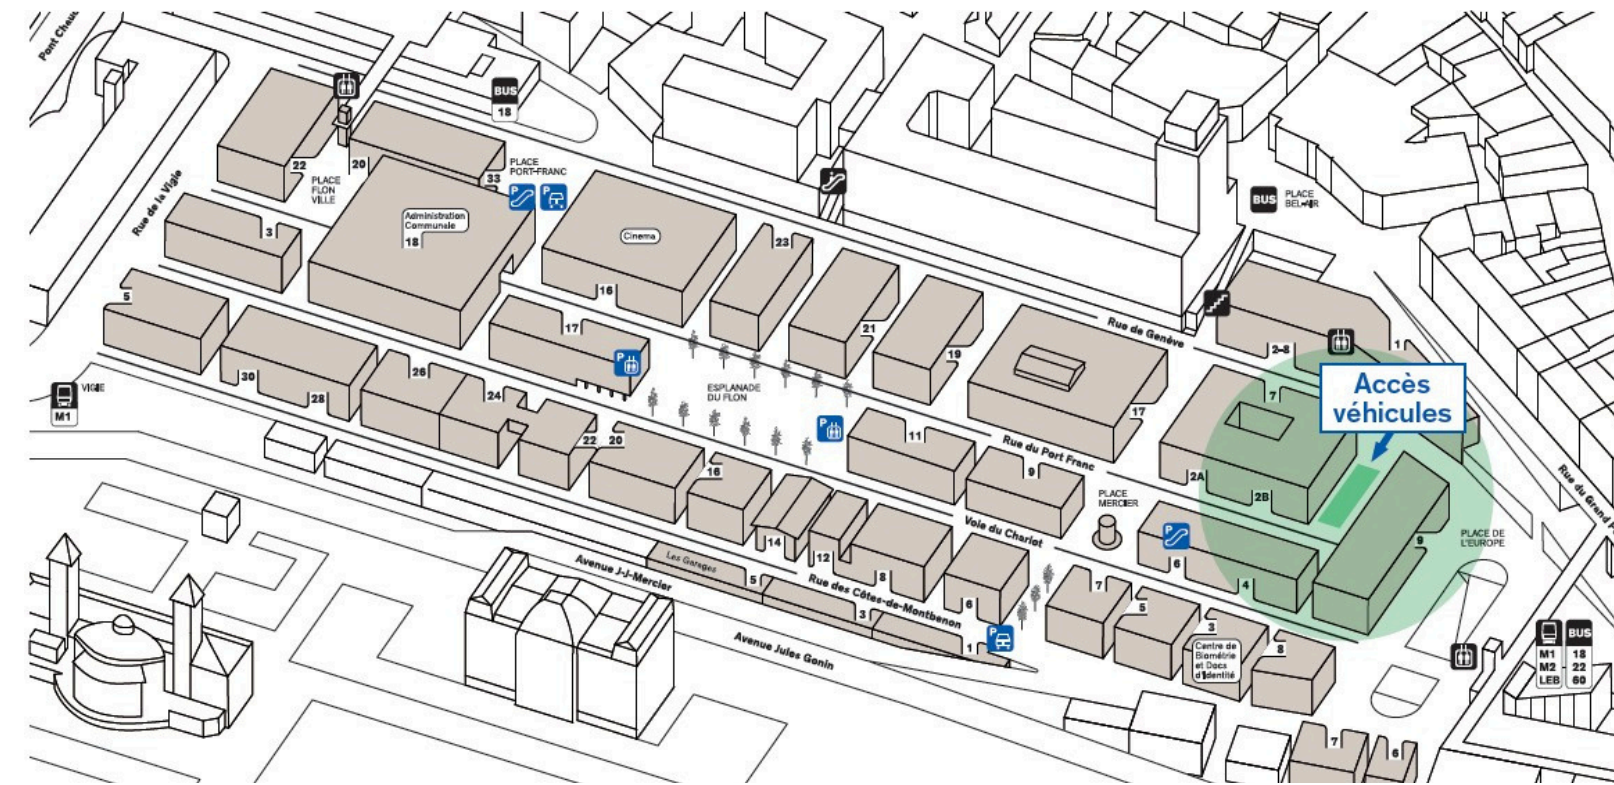 Pont Chau
BUS
18
22
20
PLACE
PORT-FRANC
33
P
P
PLACE
FLON
VILLE
Rue de la Vigie
3
Administration
Communale
18
Cinema
23
16
BUS
PLACE
BEL-AIR
5
17
P
21
19
Rue de Genève
2-8
1
Accès
véhicules
7
VIGIE
M1
30
28
26
24
22
20
ESPLANADE
DU FLON
P
11
17
Rue du Port Franc
9
2A
2B
PLACE
MERCIER
16
14
12
8
Voie du Chariot
P
6
4
9
PLACE DE
L'EUROPE
Rue du Grand
Les Garages
5
3
1
Avenue J-J-Mercier
Rue des Côtes-de-Montbenon
6
P
7
5
3
8
Centre de
Biométrie
et Docs
d'Identité
Avenue Jules Gonin
BUS
M1 18
M2 22
LEB 60
7
6